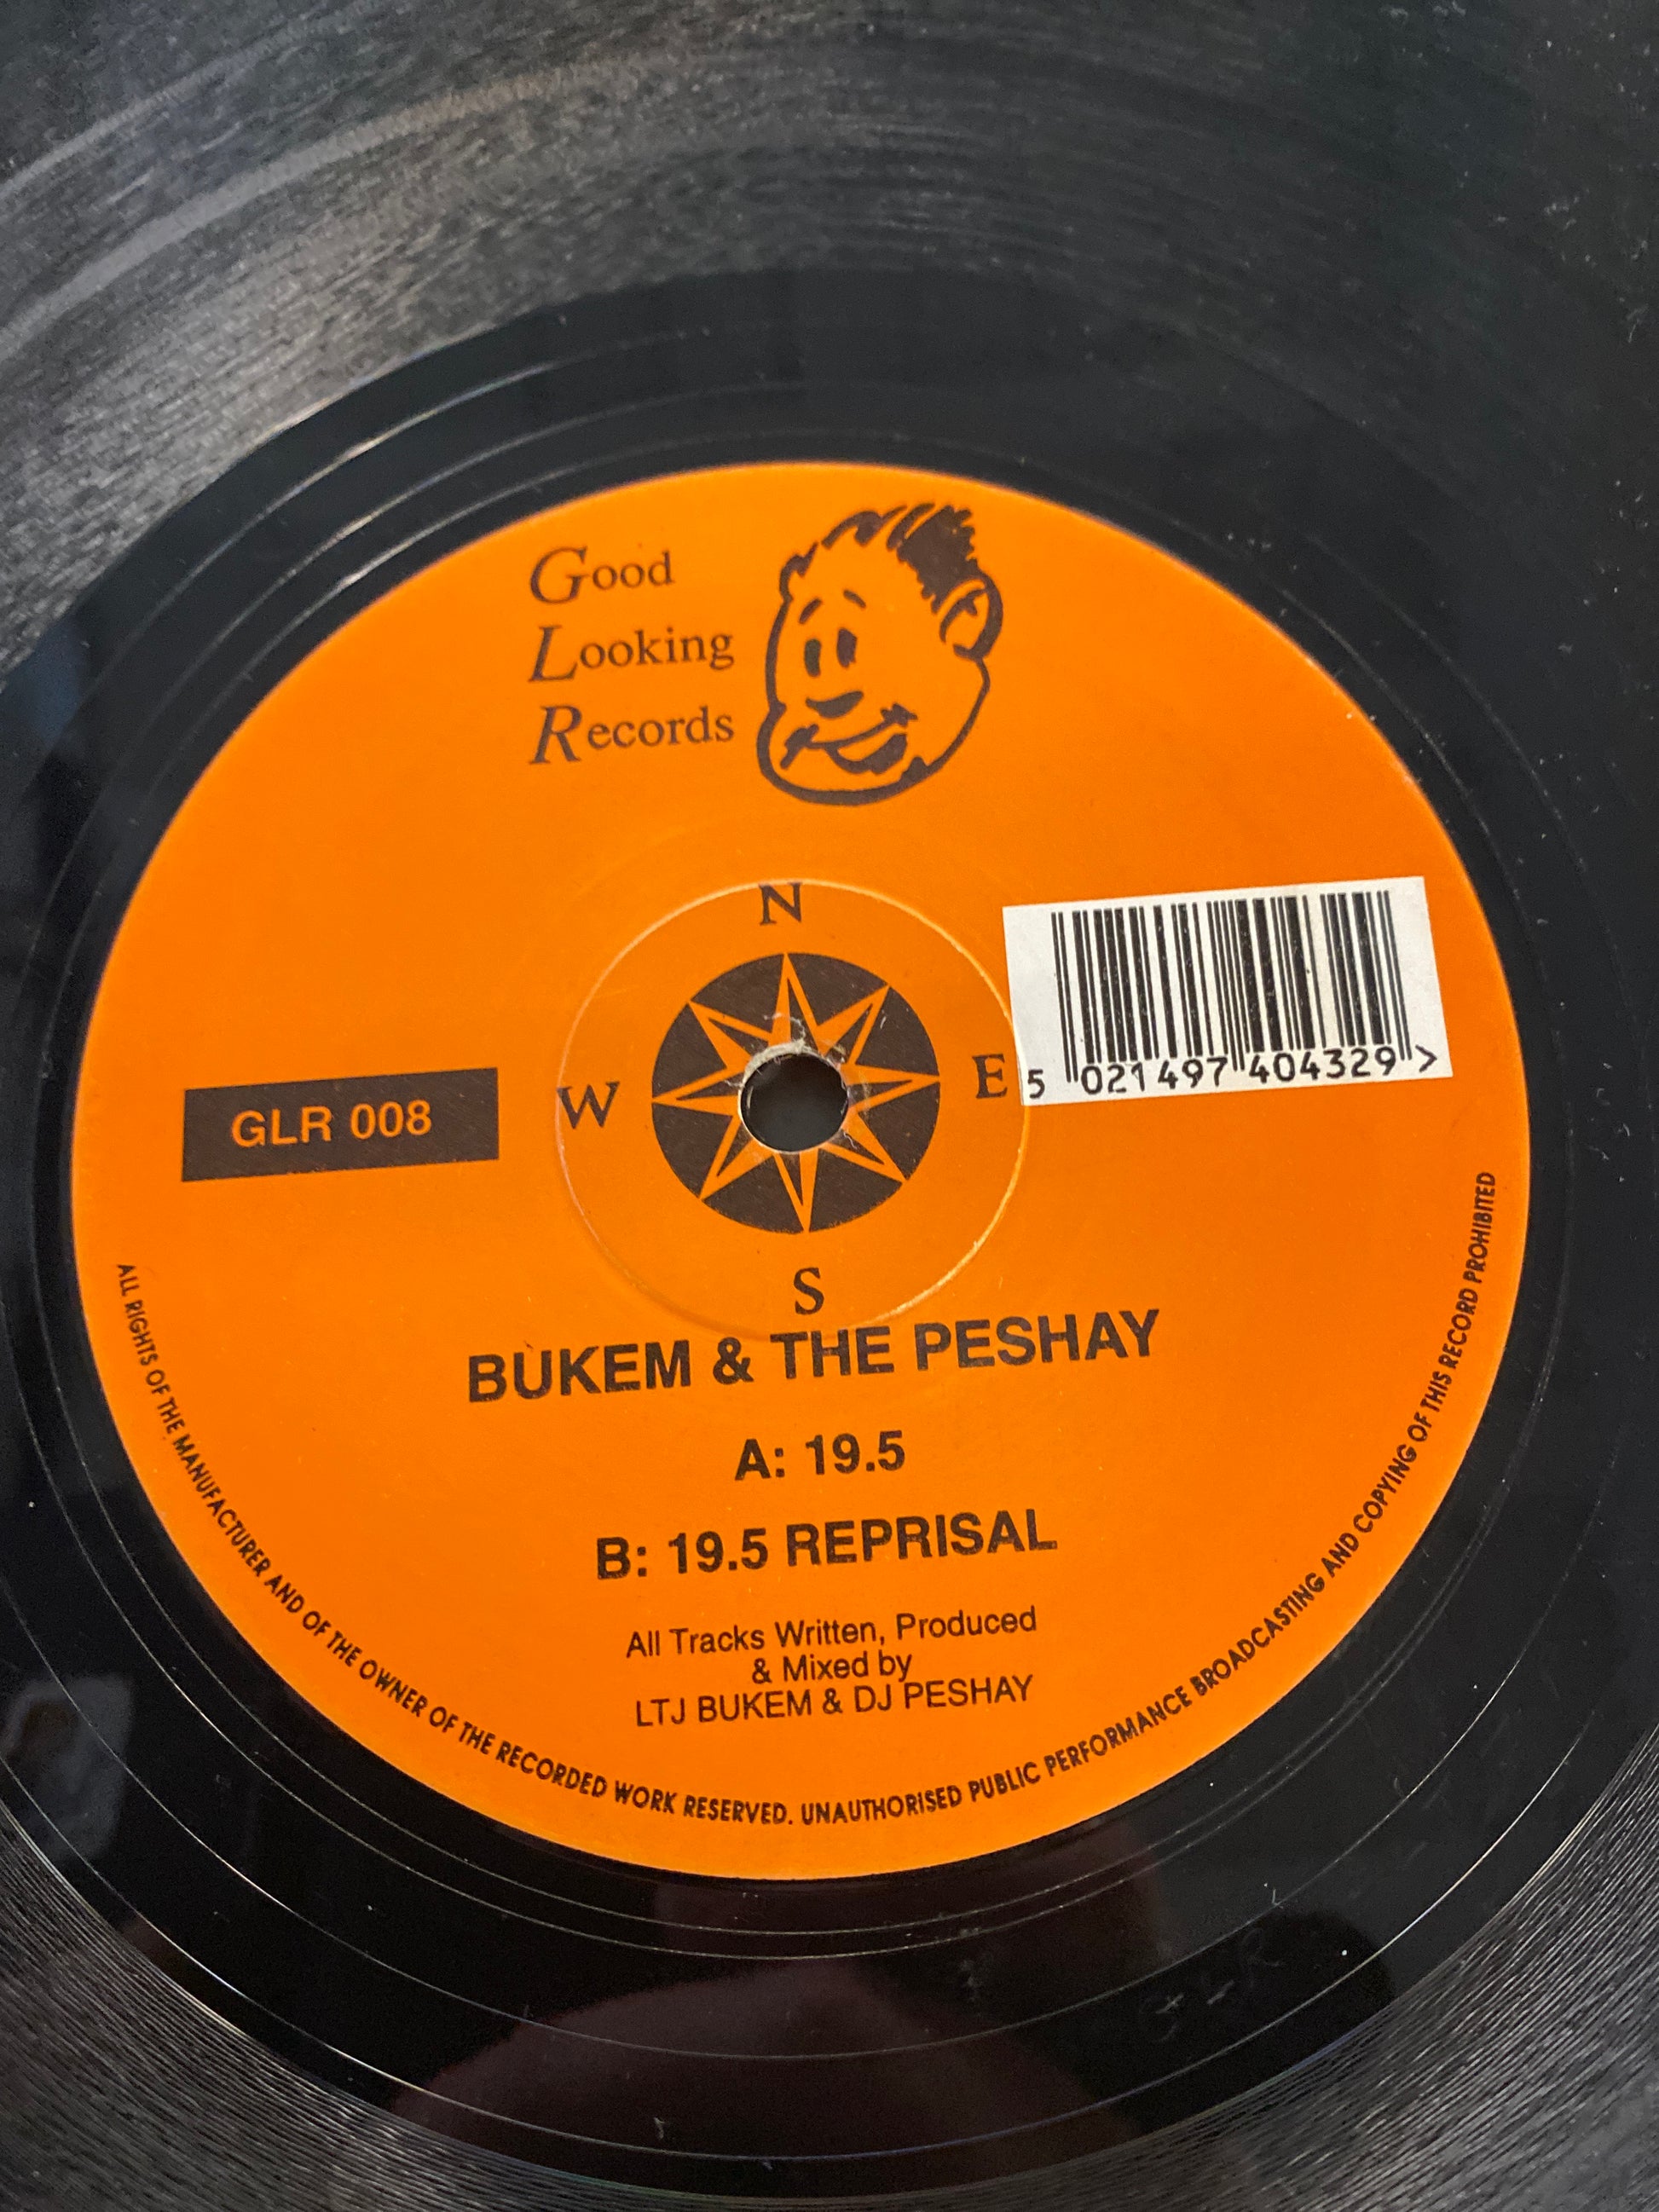 Good
Looking
Records
N
W
E
S
GLR 008
5 021497 404329 >
BUKEM & THE PESHAY
A: 19.5
B: 19.5 REPRISAL
All Tracks Written, Produced
& Mixed by
LTJ BUKEM & DJ PESHAY
ALL RIGHTS OF THE MANUFACTURER AND OF THE OWNER OF THE RECORDED WORK RESERVED. UNAUTHORISED PUBLIC PERFORMANCE BROADCASTING AND COPYING OF THIS RECORD PROHIBITED